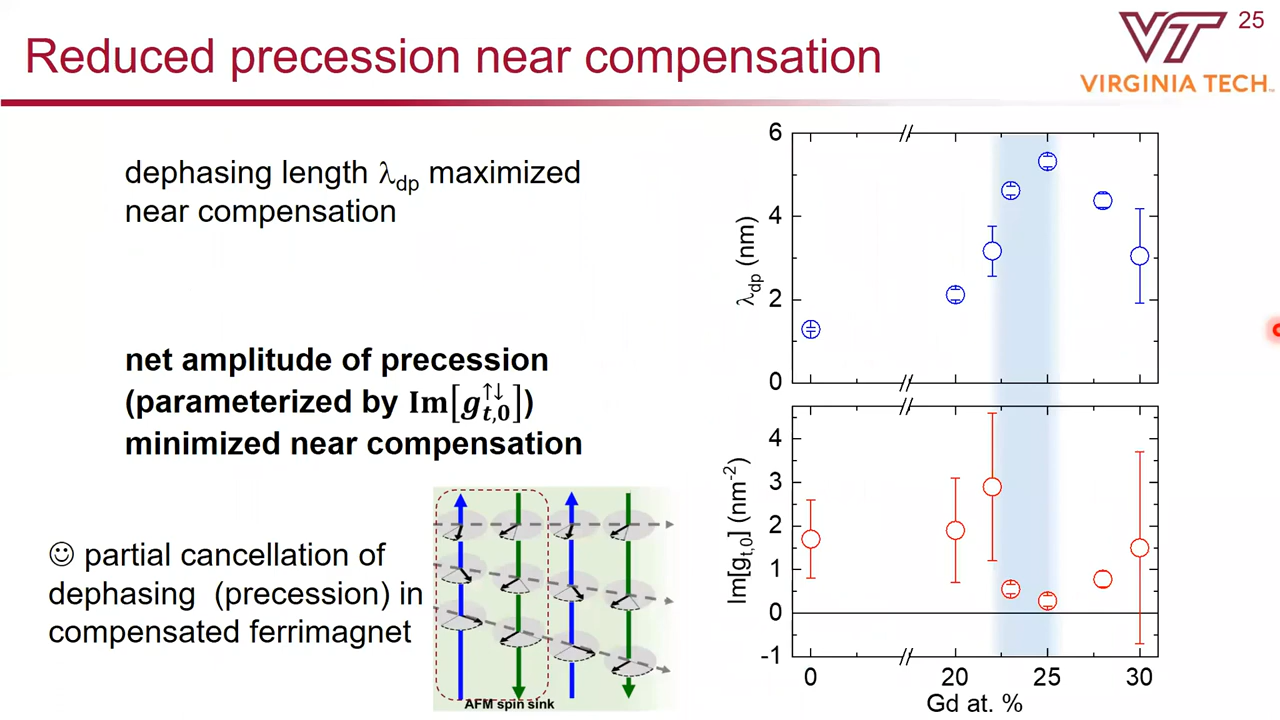 25
Reduced precession near compensation
VT
VIRGINIA TECH™
dephasing length λdp maximized
near compensation
net amplitude of precession
(parameterized by Im[g↑↓t,0])
minimized near compensation
☺ partial cancellation of
dephasing (precession) in
compensated ferrimagnet
AFM spin sink
6
4
2
0
λdp (nm)
4
3
2
1
0
-1
Im[gt,0] (nm-2)
0 20 25 30
Gd at. %